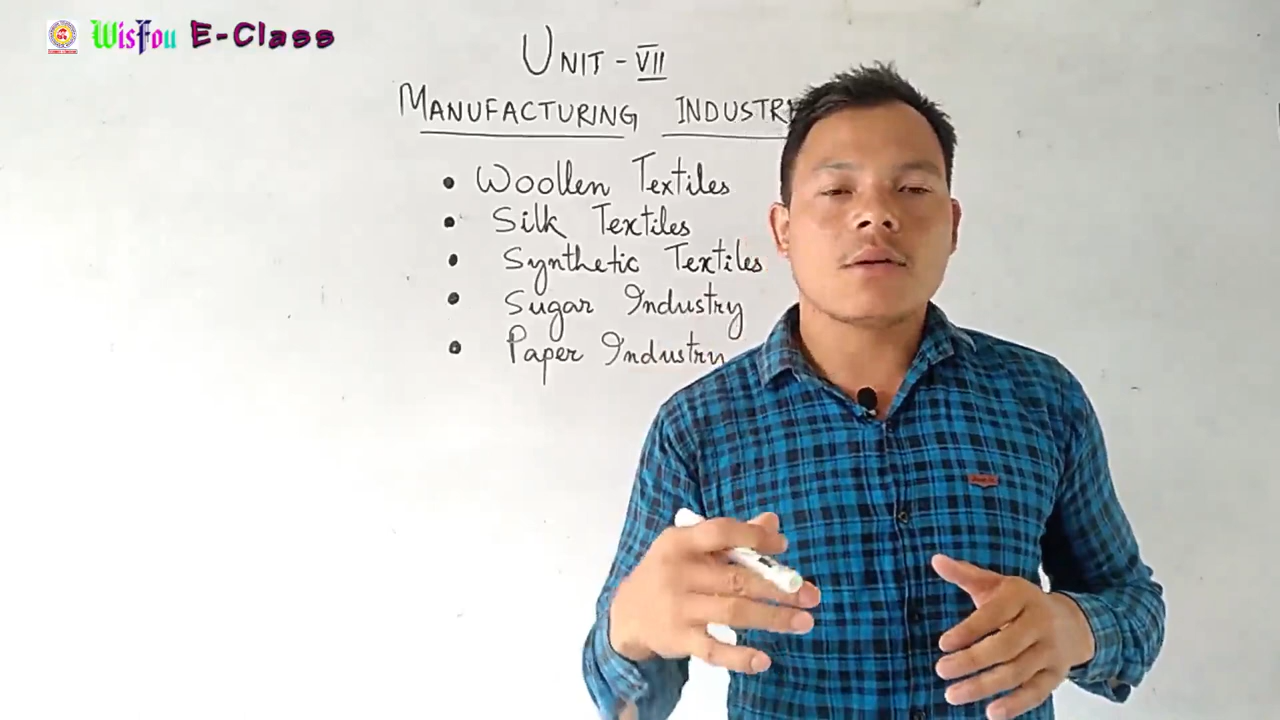 WisFou E-Class
UNIT - VII
MANUFACTURING INDUSTR
• Woollen Textiles
• Silk Textiles
• Synthetic Textiles
• Sugar Industry
• Paper Industry